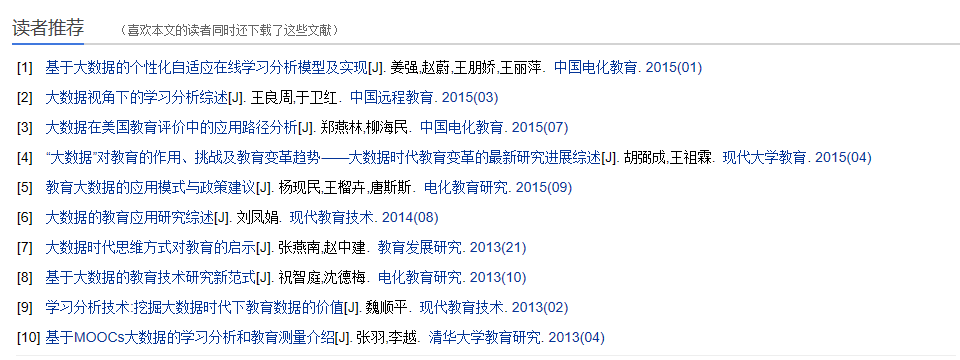 读者推荐 （喜欢本文的读者同时还下载了这些文献）
[1] 基于大数据的个性化自适应在线学习分析模型及实现[J]. 姜强,赵蔚,王朋娇,王丽萍. 中国电化教育. 2015(01)
[2] 大数据视角下的学习分析综述[J]. 王良周,于卫红. 中国远程教育. 2015(03)
[3] 大数据在美国教育评价中的应用路径分析[J]. 郑燕林,柳海民. 中国电化教育. 2015(07)
[4] “大数据”对教育的作用、挑战及教育变革趋势——大数据时代教育变革的最新研究进展综述[J]. 胡弼成,王祖霖. 现代大学教育. 2015(04)
[5] 教育大数据的应用模式与政策建议[J]. 杨现民,王榴卉,唐斯斯. 电化教育研究. 2015(09)
[6] 大数据的教育应用研究综述[J]. 刘凤娟. 现代教育技术. 2014(08)
[7] 大数据时代思维方式对教育的启示[J]. 张燕南,赵中建. 教育发展研究. 2013(21)
[8] 基于大数据的教育技术研究新范式[J]. 祝智庭,沈德梅. 电化教育研究. 2013(10)
[9] 学习分析技术:挖掘大数据时代下教育数据的价值[J]. 魏顺平. 现代教育技术. 2013(02)
[10] 基于MOOCs大数据的学习分析和教育测量介绍[J]. 张羽,李越. 清华大学教育研究. 2013(04)